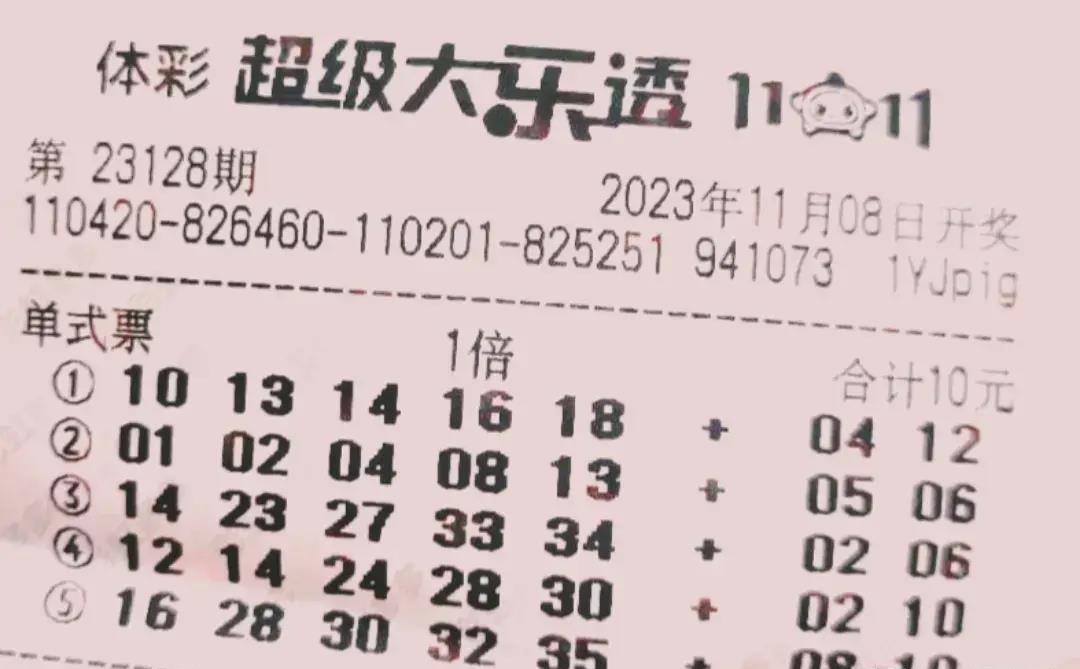 体彩 超级大乐透 11 11
第 23128期 2023年11月08日开奖
110420-826460-110201-825251 941073 1YJpig
单式票 1倍 合计10元
① 10 13 14 16 18 + 04 12
② 01 02 04 08 13 + 05 06
③ 14 23 27 33 34 + 02 06
④ 12 14 24 28 30 + 02 10
⑤ 16 28 30 32 35 + 08 10